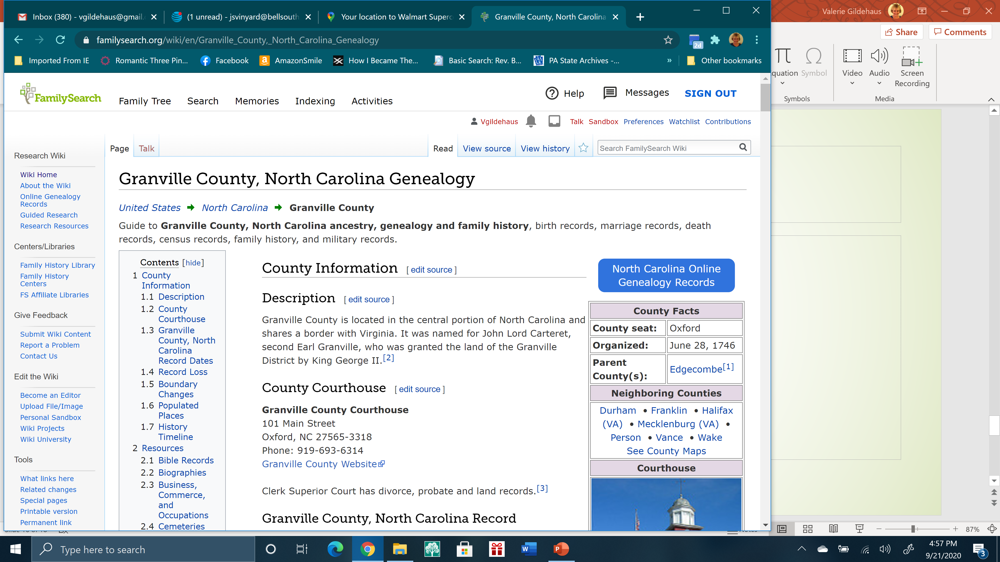 Inbox (380) - vgildehaus@gmail.
(1 unread) - jsvinyard@bellsouth
Your location to Walmart Superc
Granville County, North Carolina
Valerie Gildehaus
familysearch.org/wiki/en/Granville_County,_North_Carolina_Genealogy
2d
Share
Comments
Imported From IE
Romantic Three Pin...
Facebook
AmazonSmile
How I Became The...
Basic Search: Rev. B...
PA State Archives -...
»
Other bookmarks
quation
Symbol
Video
Audio
Screen
Recording
Symbols
Media
FamilySearch
Family Tree
Search
Memories
Indexing
Activities
Help
Messages
SIGN OUT
Vgildehaus
Talk
Sandbox
Preferences
Watchlist
Contributions
Page
Talk
Read
View source
View history
Search FamilySearch Wiki
Research Wiki
Wiki Home
About the Wiki
Online Genealogy
Records
Guided Research
Research Resources
Centers/Libraries
Family History Library
Family History
Centers
FS Affiliate Libraries
Give Feedback
Submit Wiki Content
Report a Problem
Contact Us
Edit the Wiki
Become an Editor
Upload File/Image
Personal Sandbox
Wiki Projects
Wiki University
Tools
What links here
Related changes
Special pages
Printable version
Permanent link
Granville County, North Carolina Genealogy
United States ➡ North Carolina ➡ Granville County
Guide to Granville County, North Carolina ancestry, genealogy and family history, birth records, marriage records, death
records, census records, family history, and military records.
Contents [hide]
1 County
Information
1.1 Description
1.2 County
Courthouse
1.3 Granville
County, North
Carolina
Record Dates
1.4 Record Loss
1.5 Boundary
Changes
1.6 Populated
Places
1.7 History
Timeline
2 Resources
2.1 Bible Records
2.2 Biographies
2.3 Business,
Commerce,
and
Occupations
2.4 Cemeteries
County Information [ edit source ]
Description [ edit source ]
Granville County is located in the central portion of North Carolina and
shares a border with Virginia. It was named for John Lord Carteret,
second Earl Granville, who was granted the land of the Granville
District by King George II.[2]
County Courthouse [ edit source ]
Granville County Courthouse
101 Main Street
Oxford, NC 27565-3318
Phone: 919-693-6314
Granville County Website
Clerk Superior Court has divorce, probate and land records.[3]
Granville County, North Carolina Record
North Carolina Online
Genealogy Records
County Facts
County seat: Oxford
Organized: June 28, 1746
Parent
County(s): Edgecombe[1]
Neighboring Counties
Durham • Franklin • Halifax
(VA) • Mecklenburg (VA) •
Person • Vance • Wake
See County Maps
Courthouse
87%
Type here to search
4:57 PM
9/21/2020
3